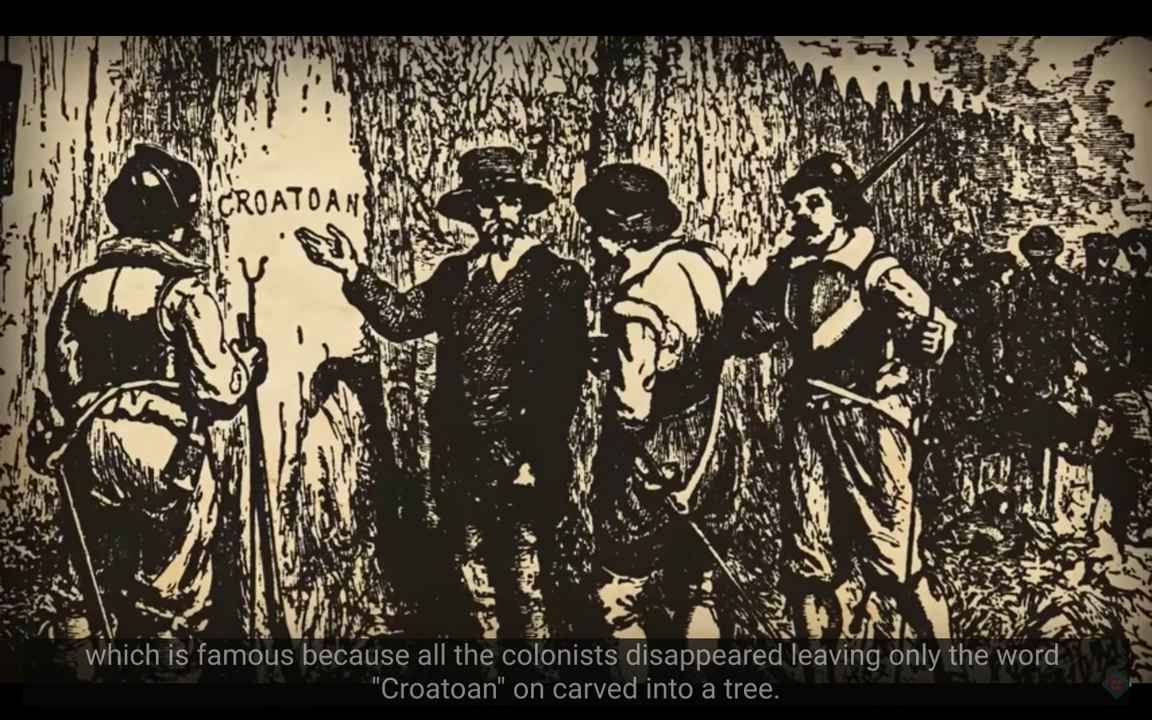 CROATOAN
which is famous because all the colonists disappeared leaving only the word
"Croatoan" on carved into a tree.